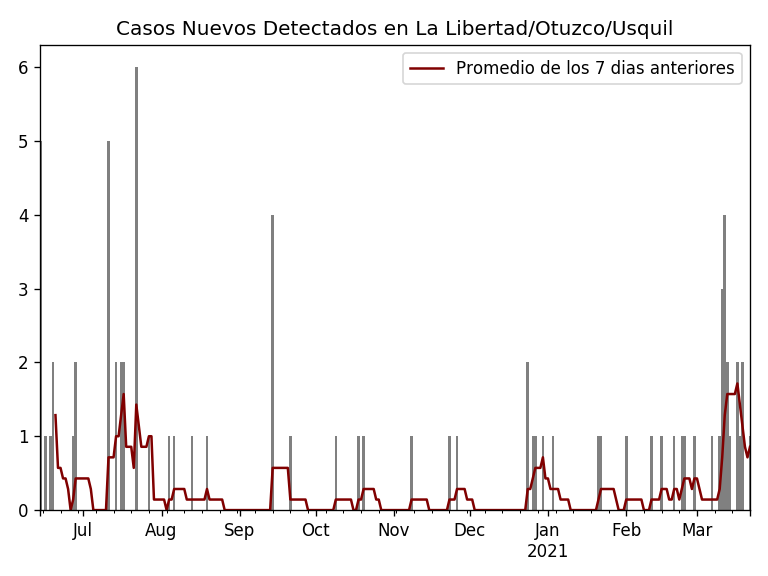 Casos Nuevos Detectados en La Libertad/Otuzco/Usquil
Promedio de los 7 dias anteriores
6
5
4
3
2
1
0
Jul Aug Sep Oct Nov Dec Jan Feb Mar
2021